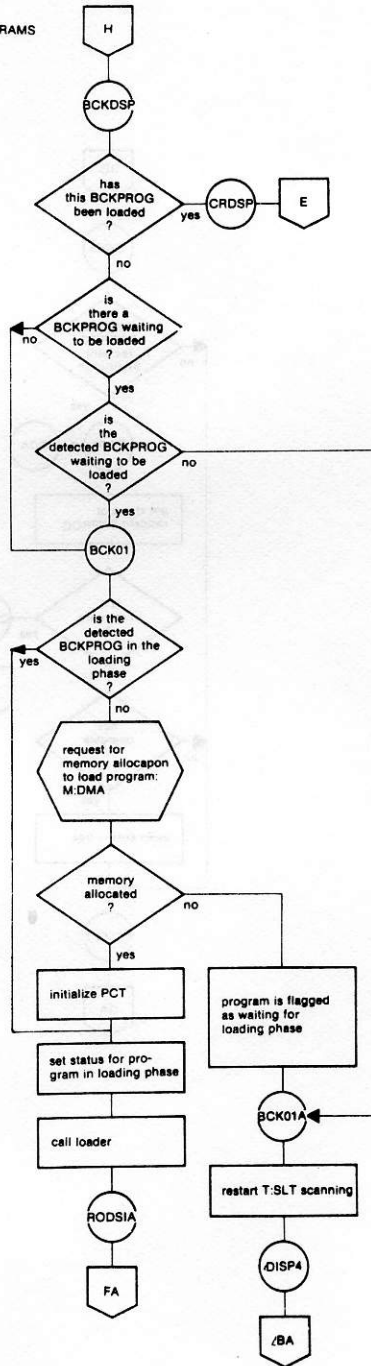 RAMS
H
BCKDSP
has
this BCKPROG
been loaded
?
yes
CRDSP
E
no
is
there a
BCKPROG waiting
to be loaded
?
no
yes
is
the
detected BCKPROG
waiting to be
loaded
?
no
yes
BCK01
is the
detected
BCKPROG in the
loading
phase
?
yes
no
request for
memory allocapon
to load program:
M:DMA
memory
allocated
?
no
yes
initialize PCT
program is flagged
as waiting for
loading phase
set status for pro-
gram in loading phase
BCK01A
call loader
restart T:SLT scanning
RODSIA
DISP4
FA
BA